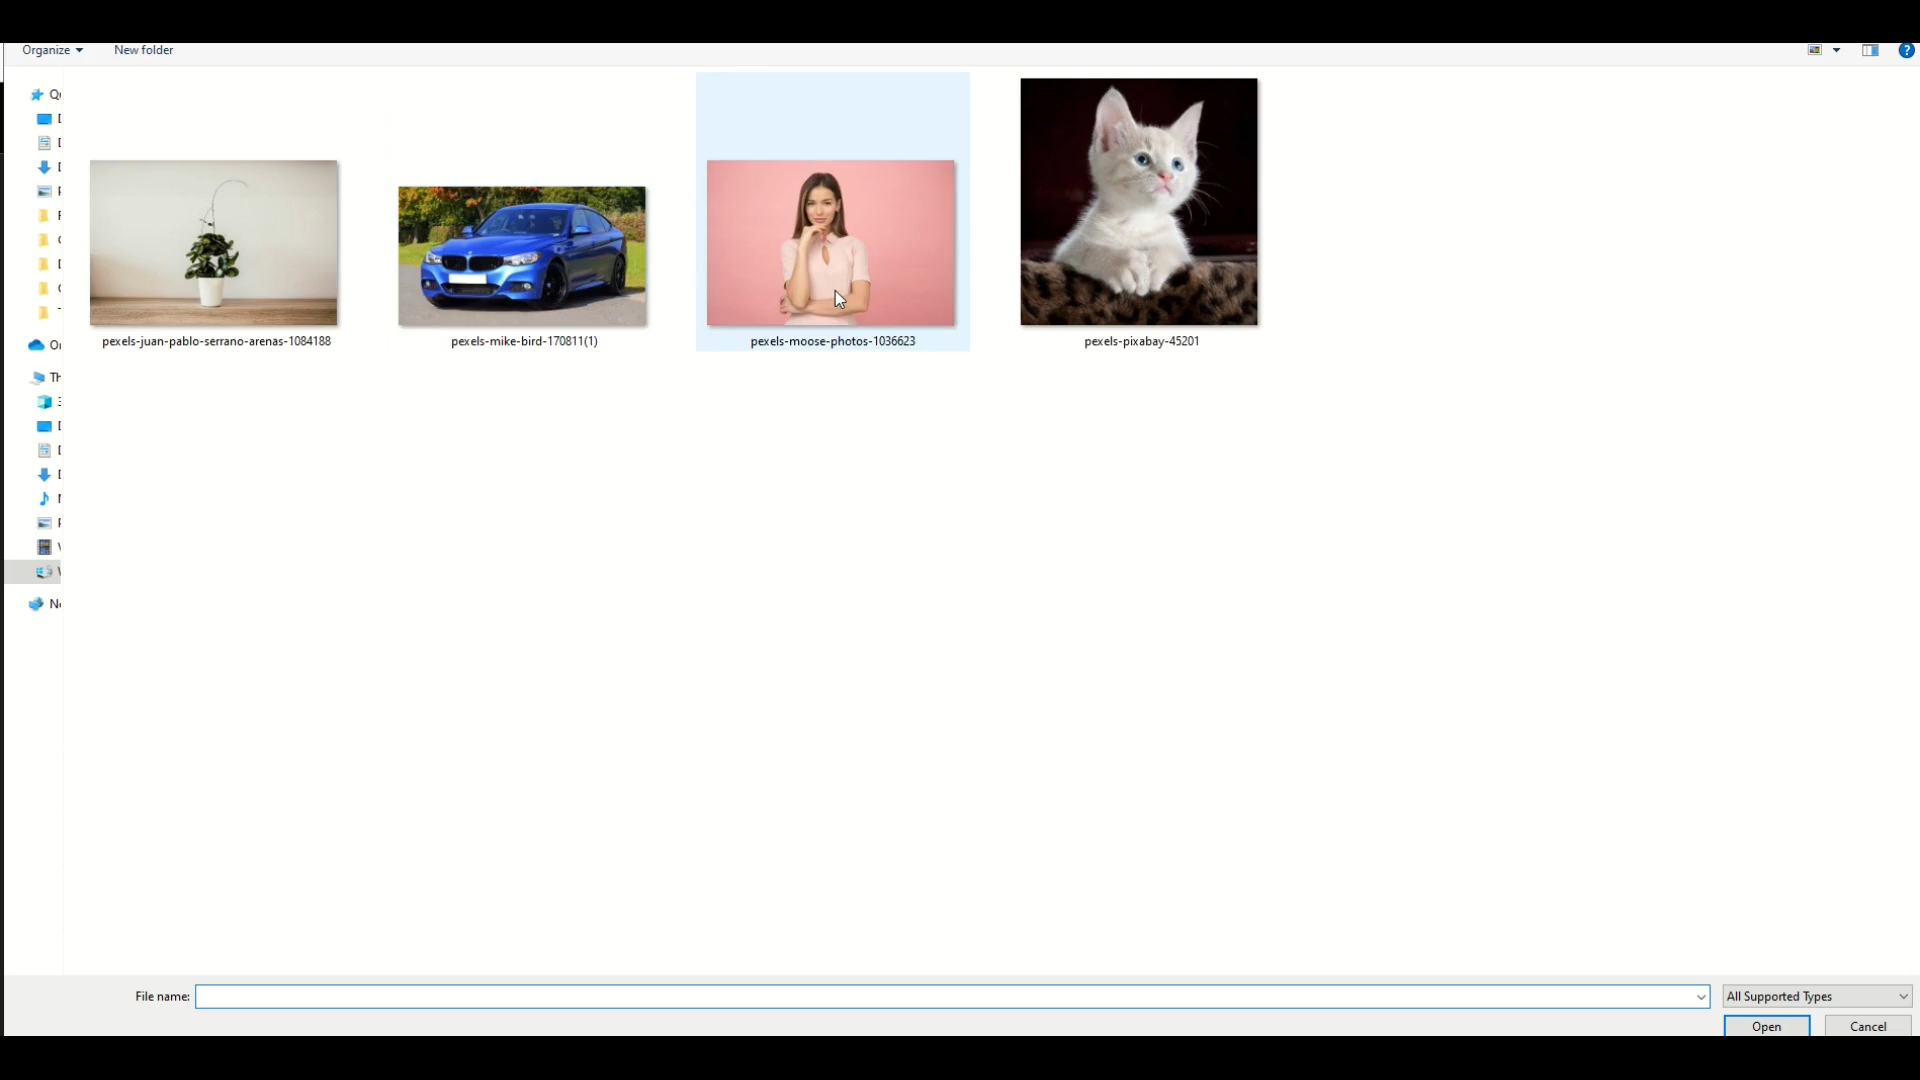 Organize
New folder
pexels-juan-pablo-serrano-arenas-1084188
pexels-mike-bird-170811(1)
pexels-moose-photos-1036623
pexels-pixabay-45201
File name:
All Supported Types
Open
Cancel